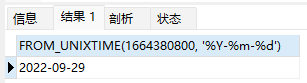 信息 结果 1 剖析 状态
FROM_UNIXTIME(1664380800, '%Y-%m-%d')
2022-09-29